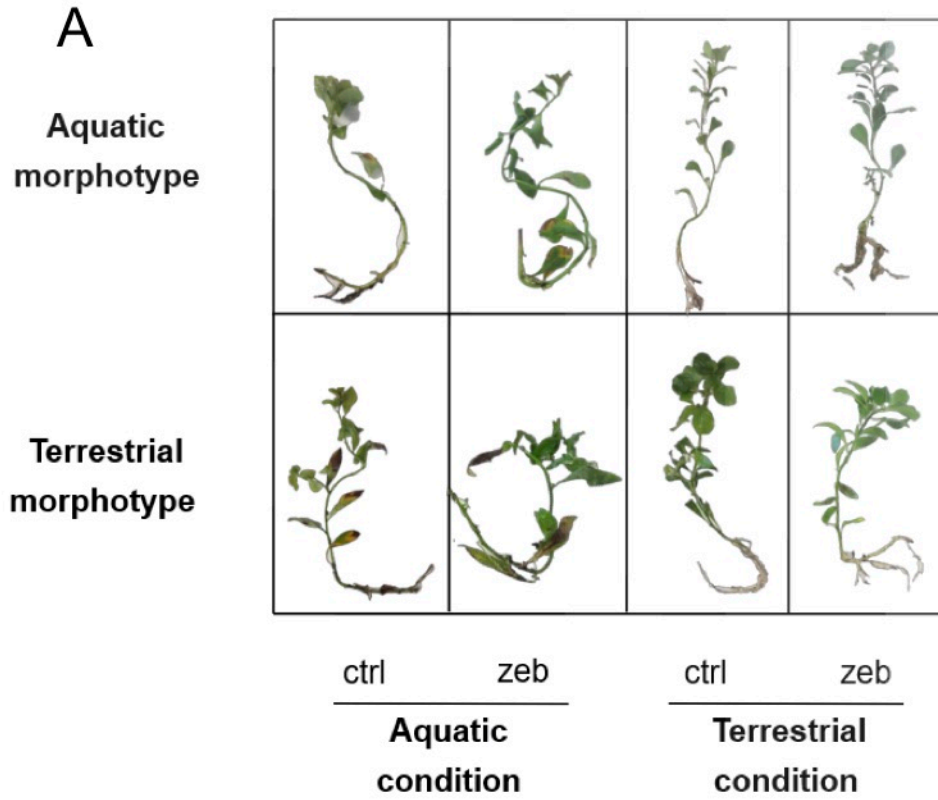 A
Aquatic
morphotype
Terrestrial
morphotype
ctrl
zeb
ctrl
zeb
Aquatic
condition
Terrestrial
condition